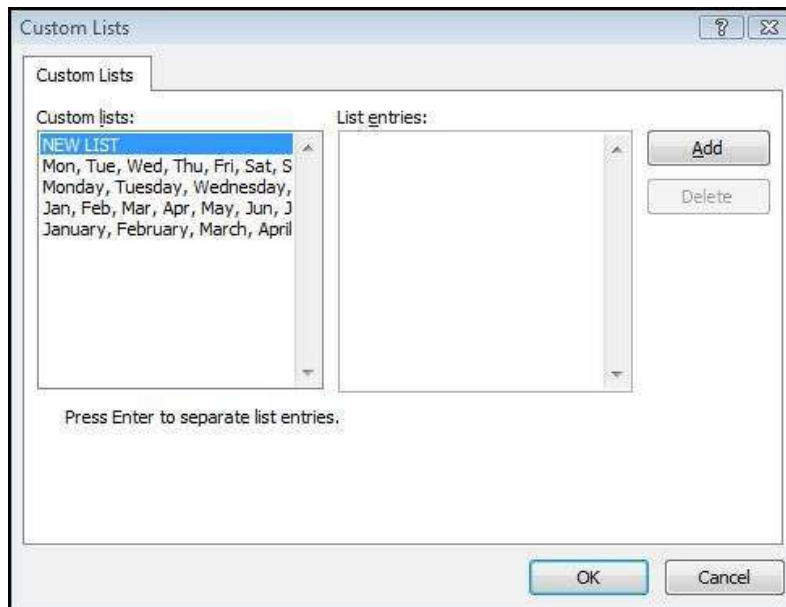 Custom Lists
Custom Lists
Custom lists:
NEW LIST
Mon, Tue, Wed, Thu, Fri, Sat, S
Monday, Tuesday, Wednesday,
Jan, Feb, Mar, Apr, May, Jun, J
January, February, March, April
List entries:
Add
Delete
Press Enter to separate list entries.
OK
Cancel